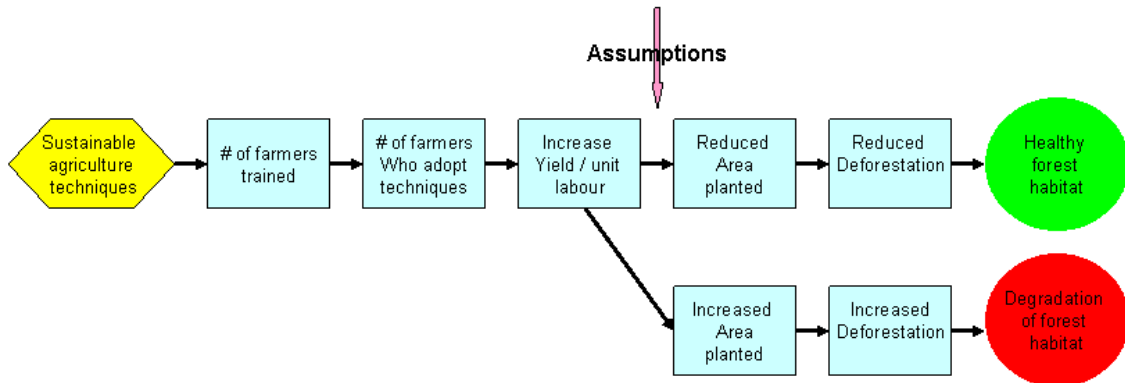 Assumptions
Sustainable
agriculture
techniques
# of farmers
trained
# of farmers
Who adopt
techniques
Increase
Yield / unit
labour
Reduced
Area
planted
Reduced
Deforestation
Healthy
forest
habitat
Increased
Area
planted
Increased
Deforestation
Degradation
of forest
habitat